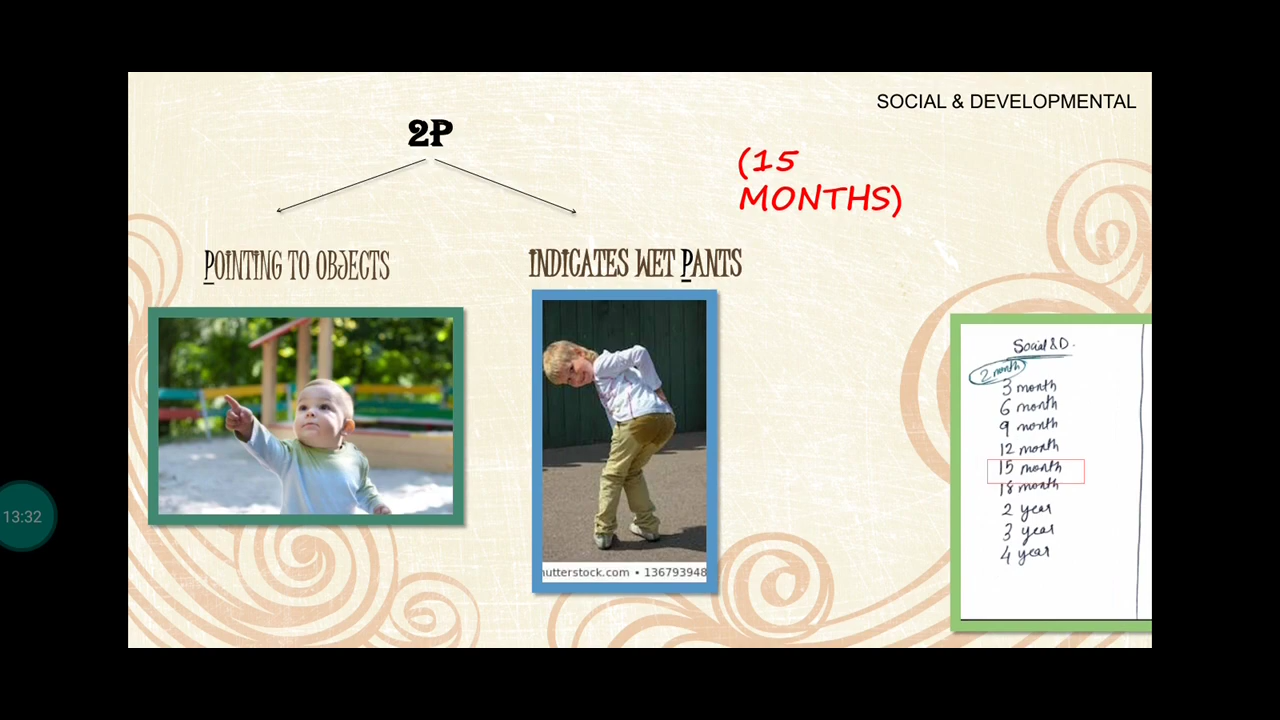 SOCIAL & DEVELOPMENTAL
2P
(15
MONTHS)
POINTING TO OBJECTS
INDICATES WET PANTS
utterstock.com • 136793948
Social & D.
2 month
3 month
6 month
9 month
12 month
15 month
18 month
2 year
3 year
4 year
13:32